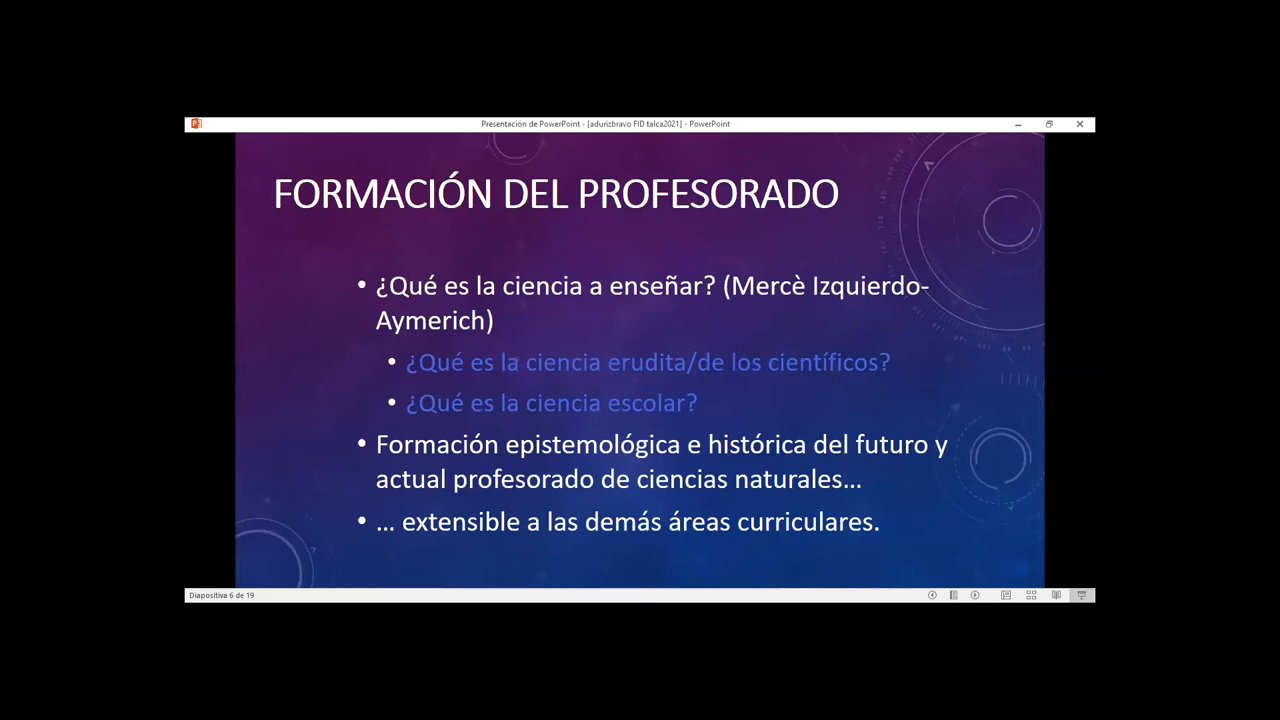 Presentación de PowerPoint - [adurizbravo FID talca2021] - PowerPoint
FORMACIÓN DEL PROFESORADO
• ¿Qué es la ciencia a enseñar? (Mercè Izquierdo-
Aymerich)
• ¿Qué es la ciencia erudita/de los científicos?
• ¿Qué es la ciencia escolar?
• Formación epistemológica e histórica del futuro y
actual profesorado de ciencias naturales…
• … extensible a las demás áreas curriculares.
Diapositiva 6 de 19